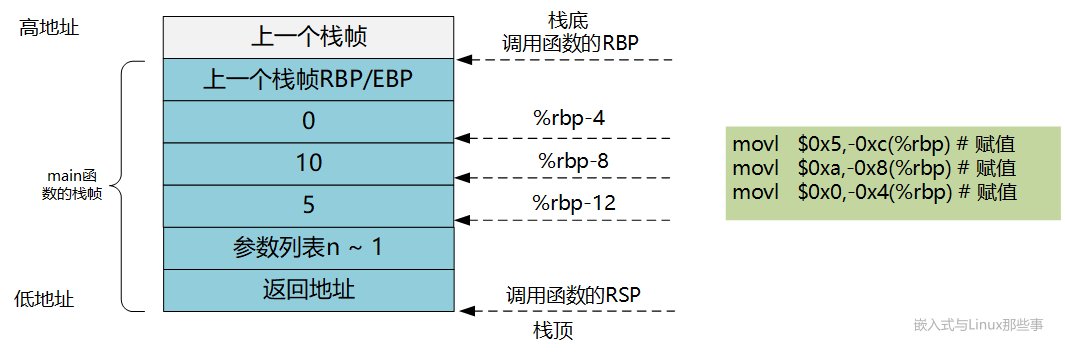 高地址
上一个栈帧
栈底
调用函数的RBP
上一个栈帧RBP/EBP
0
%rbp-4
10
%rbp-8
5
%rbp-12
main函
数的栈帧
参数列表n ~ 1
返回地址
低地址
调用函数的RSP
栈顶
movl $0x5,-0xc(%rbp) # 赋值
movl $0xa,-0x8(%rbp) # 赋值
movl $0x0,-0x4(%rbp) # 赋值
嵌入式与Linux那些事